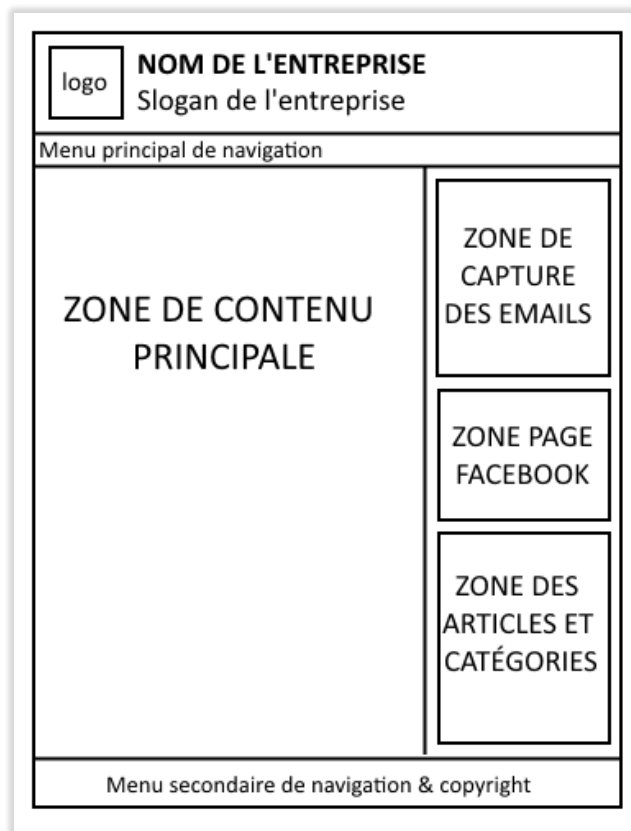 logo
NOM DE L'ENTREPRISE
Slogan de l'entreprise
Menu principal de navigation
ZONE DE CONTENU
PRINCIPALE
ZONE DE
CAPTURE
DES EMAILS
ZONE PAGE
FACEBOOK
ZONE DES
ARTICLES ET
CATÉGORIES
Menu secondaire de navigation & copyright